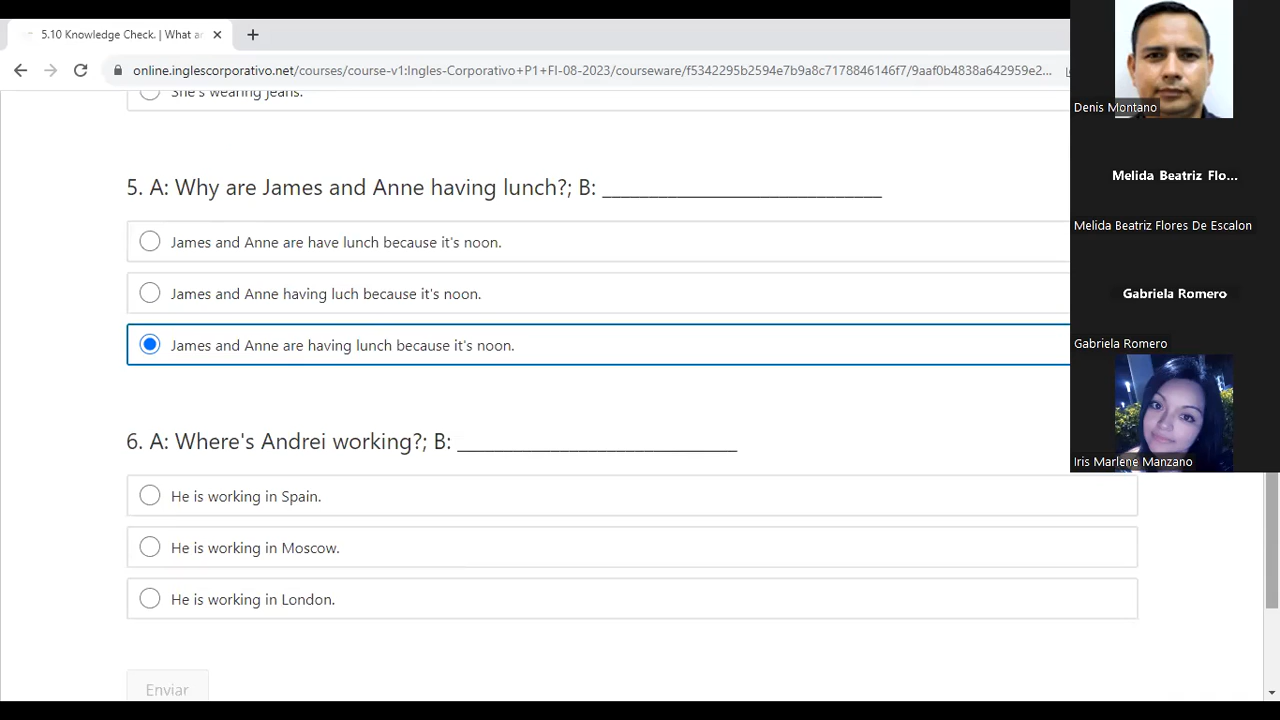 5.10 Knowledge Check. | What ar
online.inglescorporativo.net/courses/course-v1:Ingles-Corporativo+P1+FI-08-2023/courseware/f5342295b2594e7b9a8c7178846146f7/9aaf0b4838a642959e2...
She's wearing jeans.
5. A: Why are James and Anne having lunch?; B: ____________________________
James and Anne are have lunch because it's noon.
James and Anne having luch because it's noon.
James and Anne are having lunch because it's noon.
6. A: Where's Andrei working?; B: ____________________________
He is working in Spain.
He is working in Moscow.
He is working in London.
Enviar
Denis Montano
Melida Beatriz Flo...
Melida Beatriz Flores De Escalon
Gabriela Romero
Gabriela Romero
Iris Marlene Manzano